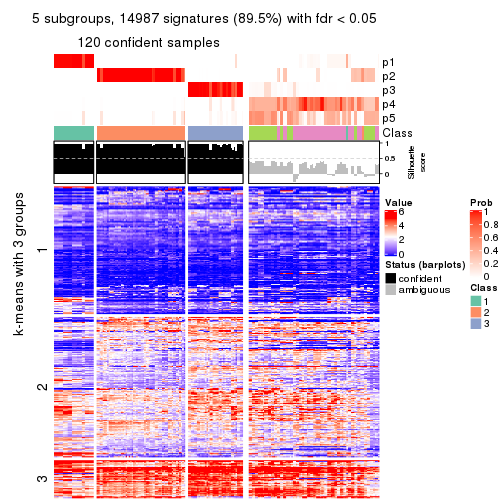 5 subgroups, 14987 signatures (89.5%) with fdr < 0.05
120 confident samples
p1
p2
p3
p4
p5
Class
1
0.5
0
Silhouette
score
k-means with 3 groups
1
2
3
Value
6
4
2
0
Status (barplots)
confident
ambiguous
Prob
1
0.8
0.6
0.4
0.2
0
Class
1
2
3